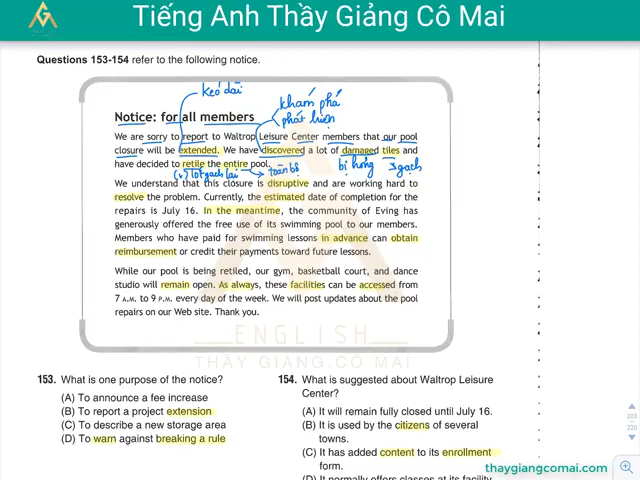 Tiếng Anh Thầy Giảng Cô Mai
Questions 153-154 refer to the following notice.
kéo dài
khám phá
phát hiện
Notice: for all members
We are sorry to report to Waltrop Leisure Center members that our pool
closure will be extended. We have discovered a lot of damaged tiles and
have decided to retile the entire pool.
(v) lót gạch lại
toàn bộ
bị hỏng
gạch
We understand that this closure is disruptive and are working hard to
resolve the problem. Currently, the estimated date of completion for the
repairs is July 16. In the meantime, the community of Eving has
generously offered the free use of its swimming pool to our members.
Members who have paid for swimming lessons in advance can obtain
reimbursement or credit their payments toward future lessons.
While our pool is being retiled, our gym, basketball court, and dance
studio will remain open. As always, these facilities can be accessed from
7 A.M. to 9 P.M. every day of the week. We will post updates about the pool
repairs on our Web site. Thank you.
ENGLISH
THẦY GIẢNG CÔ MAI
153. What is one purpose of the notice?
(A) To announce a fee increase
(B) To report a project extension
(C) To describe a new storage area
(D) To warn against breaking a rule
154. What is suggested about Waltrop Leisure
Center?
(A) It will remain fully closed until July 16.
(B) It is used by the citizens of several
towns.
(C) It has added content to its enrollment
form.
(D) It normally offers classes at its facility
203
220
thaygiangcomai.com